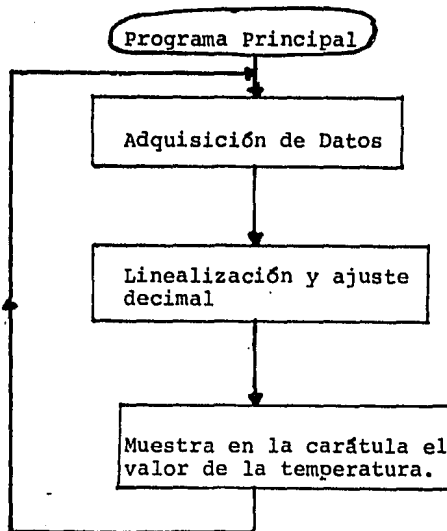 Programa Principal
Adquisición de Datos
Linealización y ajuste
decimal
Muestra en la carátula el
valor de la temperatura.